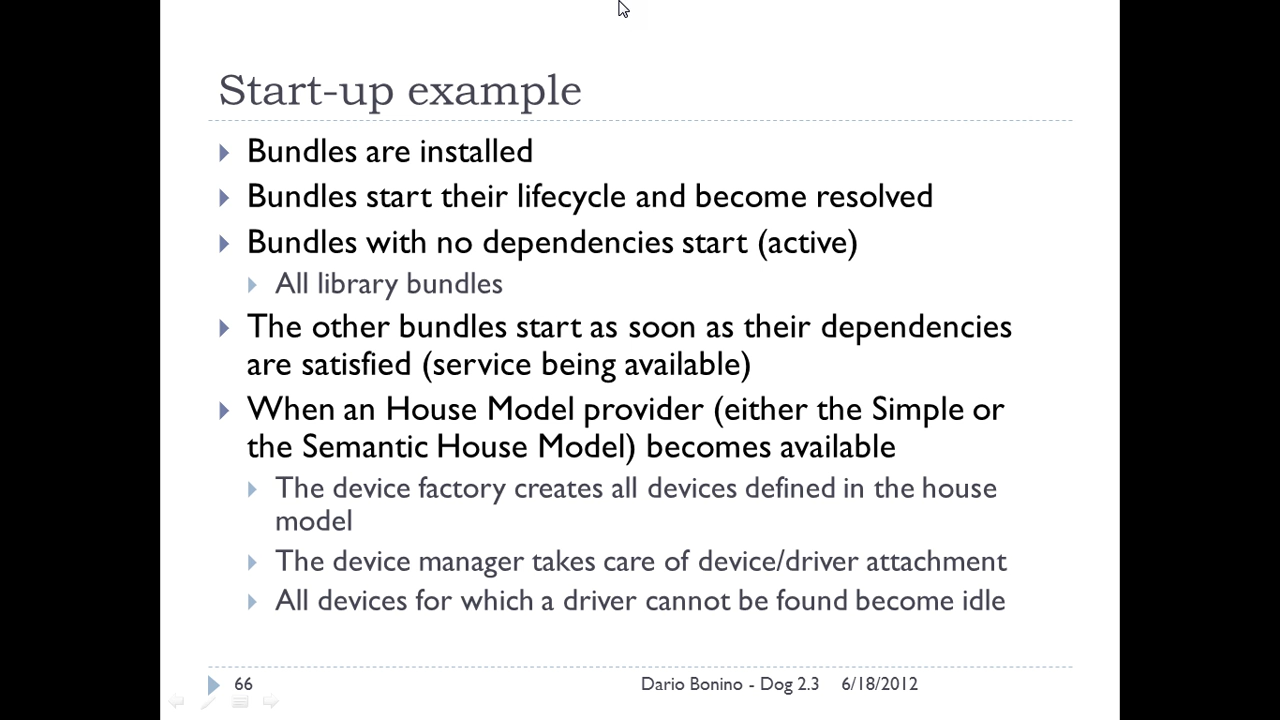 Start-up example
Bundles are installed
Bundles start their lifecycle and become resolved
Bundles with no dependencies start (active)
All library bundles
The other bundles start as soon as their dependencies
are satisfied (service being available)
When an House Model provider (either the Simple or
the Semantic House Model) becomes available
The device factory creates all devices defined in the house
model
The device manager takes care of device/driver attachment
All devices for which a driver cannot be found become idle
66
Dario Bonino - Dog 2.3 6/18/2012